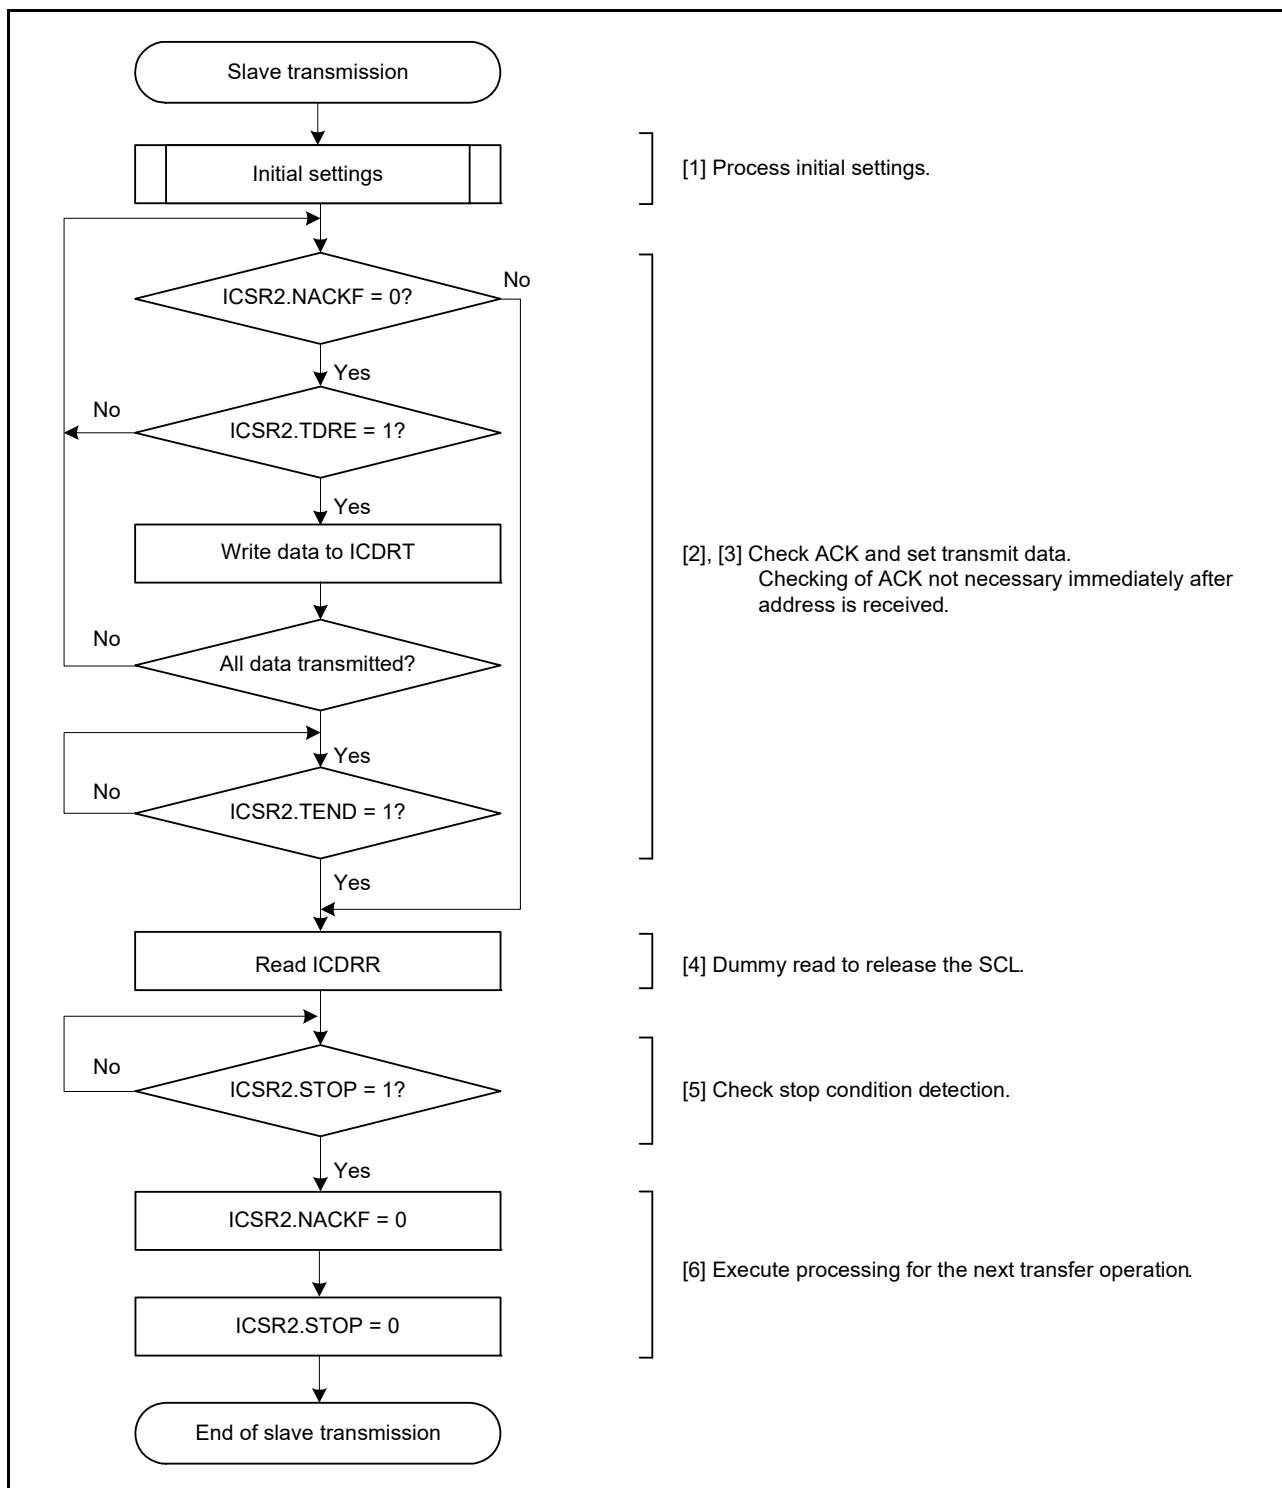 Slave transmission
Initial settings
[1] Process initial settings.
ICSR2.NACKF = 0?
No
Yes
ICSR2.TDRE = 1?
No
Yes
Write data to ICDRT
[2], [3] Check ACK and set transmit data.
Checking of ACK not necessary immediately after
address is received.
All data transmitted?
No
Yes
ICSR2.TEND = 1?
No
Yes
Read ICDRR
[4] Dummy read to release the SCL.
ICSR2.STOP = 1?
No
[5] Check stop condition detection.
Yes
ICSR2.NACKF = 0
[6] Execute processing for the next transfer operation.
ICSR2.STOP = 0
End of slave transmission